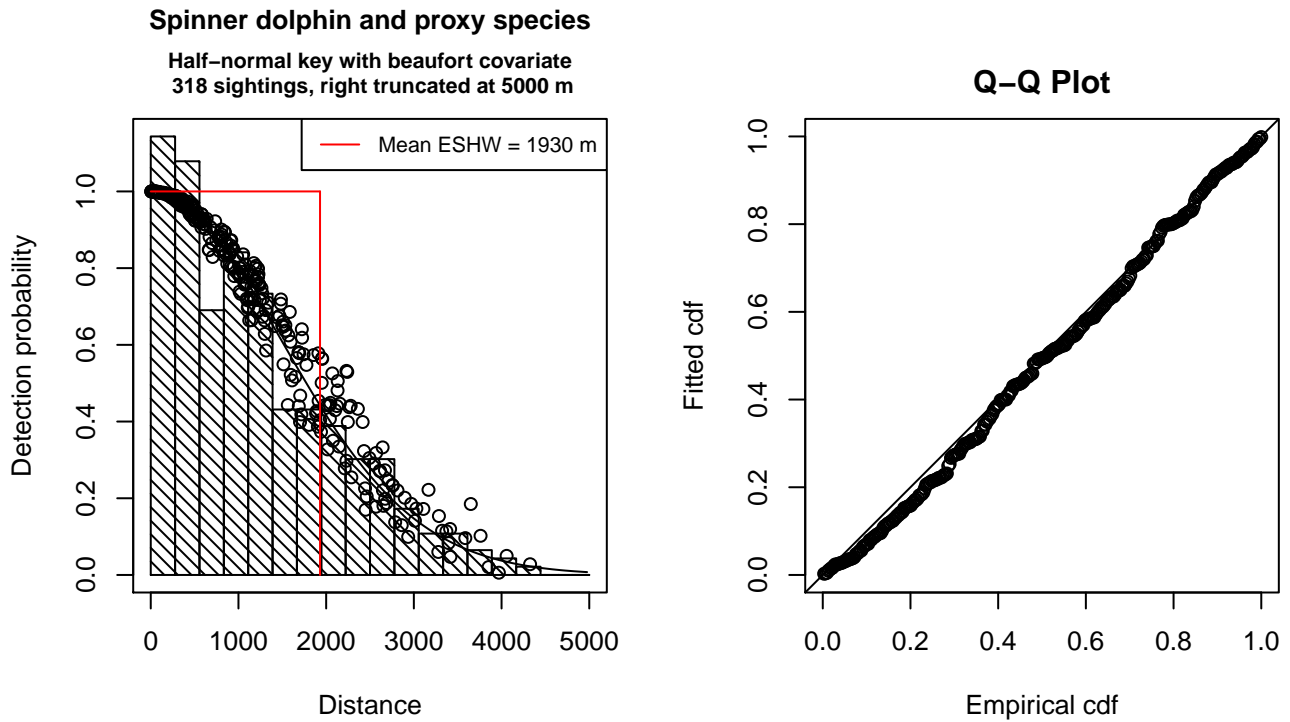 Spinner dolphin and proxy species
Half−normal key with beaufort covariate
318 sightings, right truncated at 5000 m
Mean ESHW = 1930 m
Detection probability
0.0 0.2 0.4 0.6 0.8 1.0
0 1000 2000 3000 4000 5000
Distance
Q−Q Plot
Fitted cdf
0.0 0.2 0.4 0.6 0.8 1.0
0.0 0.2 0.4 0.6 0.8 1.0
Empirical cdf